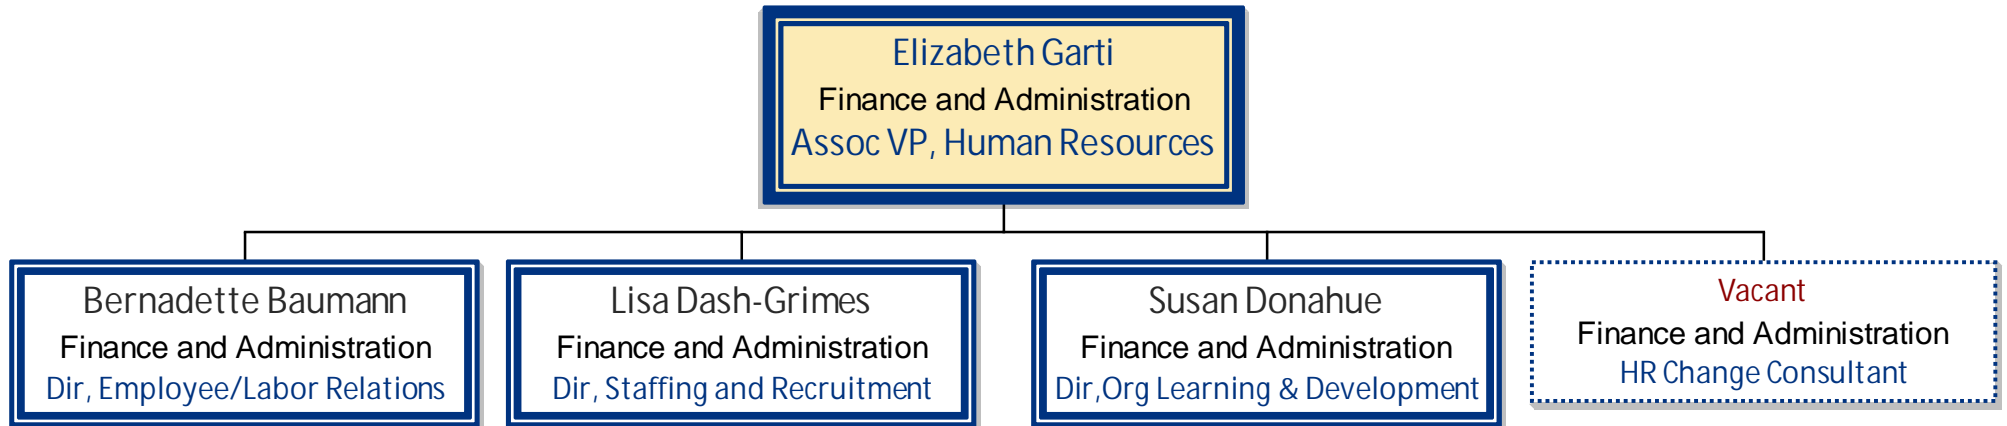 Elizabeth Garti
Finance and Administration
Assoc VP, Human Resources
Bernadette Baumann
Finance and Administration
Dir, Employee/Labor Relations
Lisa Dash-Grimes
Finance and Administration
Dir, Staffing and Recruitment
Susan Donahue
Finance and Administration
Dir,Org Learning & Development
Vacant
Finance and Administration
HR Change Consultant